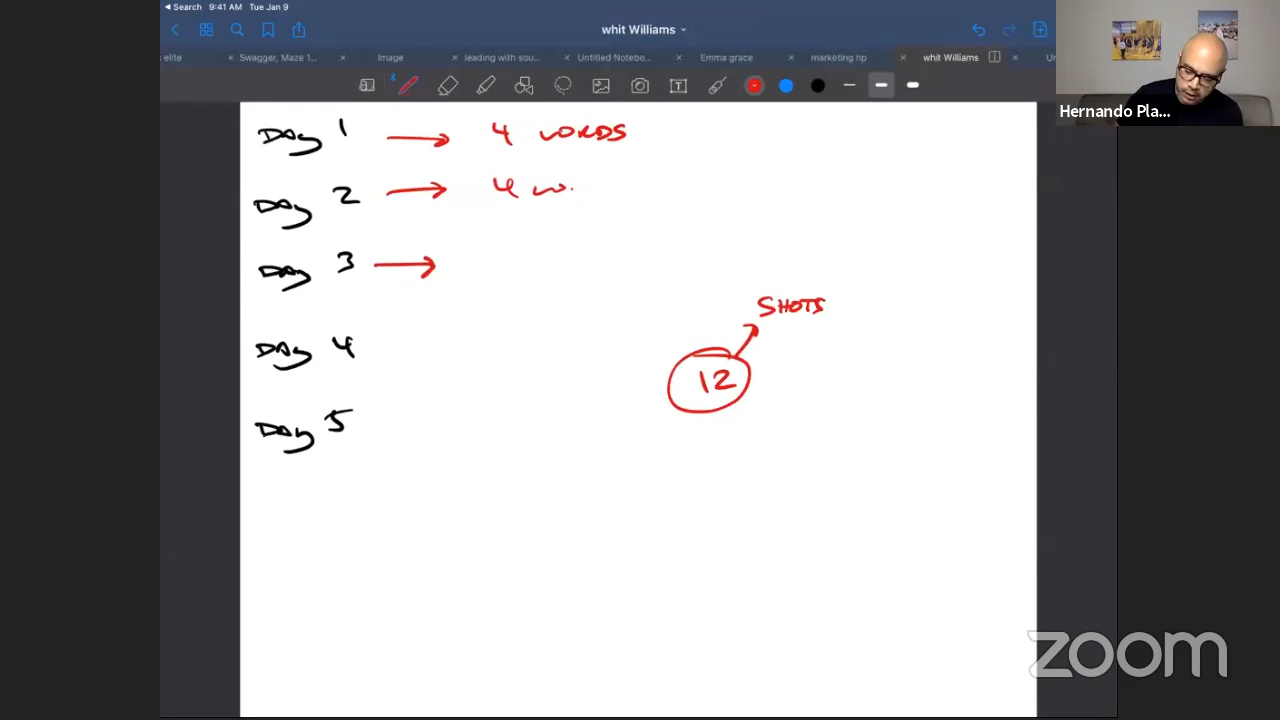 Search 9:41 AM Tue Jan 9
whit Williams
elite
Swagger, Maze 1...
Image
leading with sou...
Untitled Notebo...
Emma grace
marketing hp
whit Williams
Hernando Pla...
DAy 1 → 4 WORDS
DAy 2 → 4 wo.
DAy 3 →
SHOTS
DAy 4
12
DAy 5
zoom